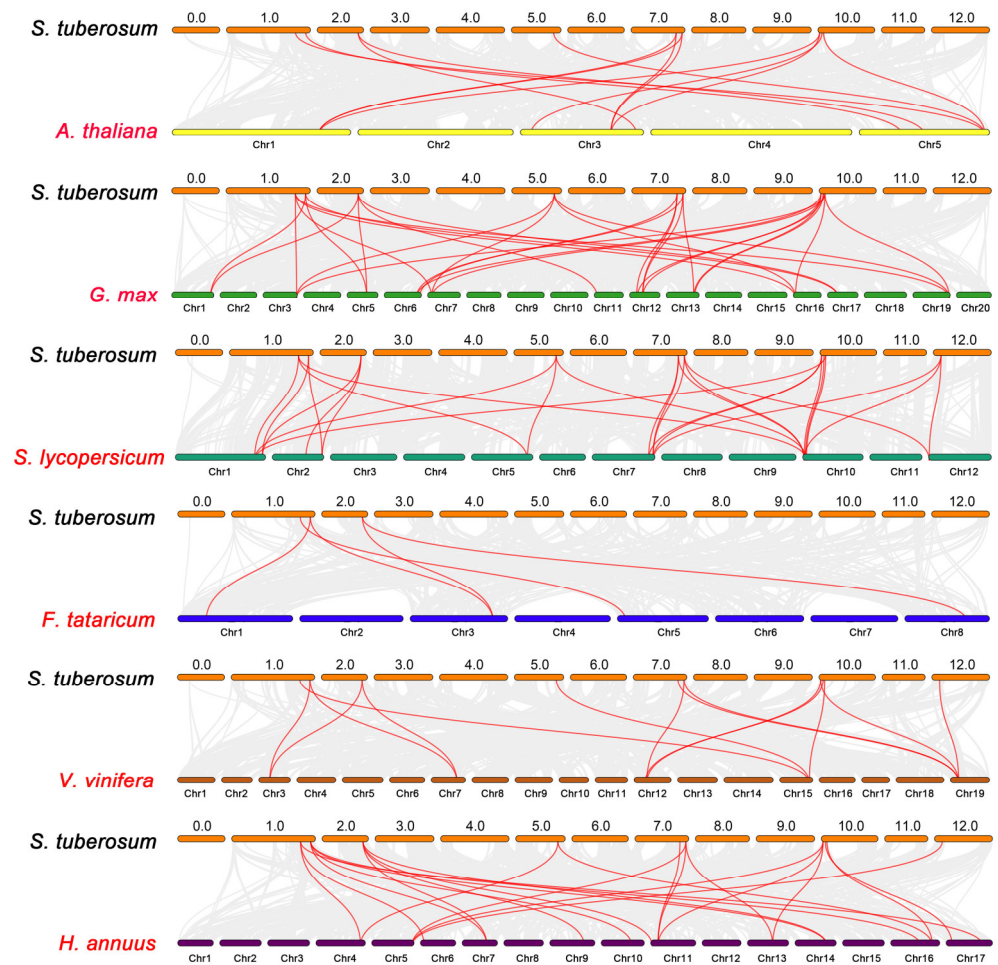 0.0 1.0 2.0 3.0 4.0 5.0 6.0 7.0 8.0 9.0 10.0 11.0 12.0
S. tuberosum
A. thaliana
Chr1 Chr2 Chr3 Chr4 Chr5
0.0 1.0 2.0 3.0 4.0 5.0 6.0 7.0 8.0 9.0 10.0 11.0 12.0
S. tuberosum
G. max
Chr1 Chr2 Chr3 Chr4 Chr5 Chr6 Chr7 Chr8 Chr9 Chr10 Chr11 Chr12 Chr13 Chr14 Chr15 Chr16 Chr17 Chr18 Chr19 Chr20
0.0 1.0 2.0 3.0 4.0 5.0 6.0 7.0 8.0 9.0 10.0 11.0 12.0
S. tuberosum
S. lycopersicum
Chr1 Chr2 Chr3 Chr4 Chr5 Chr6 Chr7 Chr8 Chr9 Chr10 Chr11 Chr12
0.0 1.0 2.0 3.0 4.0 5.0 6.0 7.0 8.0 9.0 10.0 11.0 12.0
S. tuberosum
F. tataricum
Chr1 Chr2 Chr3 Chr4 Chr5 Chr6 Chr7 Chr8
0.0 1.0 2.0 3.0 4.0 5.0 6.0 7.0 8.0 9.0 10.0 11.0 12.0
S. tuberosum
V. vinifera
Chr1 Chr2 Chr3 Chr4 Chr5 Chr6 Chr7 Chr8 Chr9 Chr10 Chr11 Chr12 Chr13 Chr14 Chr15 Chr16 Chr17 Chr18 Chr19
0.0 1.0 2.0 3.0 4.0 5.0 6.0 7.0 8.0 9.0 10.0 11.0 12.0
S. tuberosum
H. annuus
Chr1 Chr2 Chr3 Chr4 Chr5 Chr6 Chr7 Chr8 Chr9 Chr10 Chr11 Chr12 Chr13 Chr14 Chr15 Chr16 Chr17